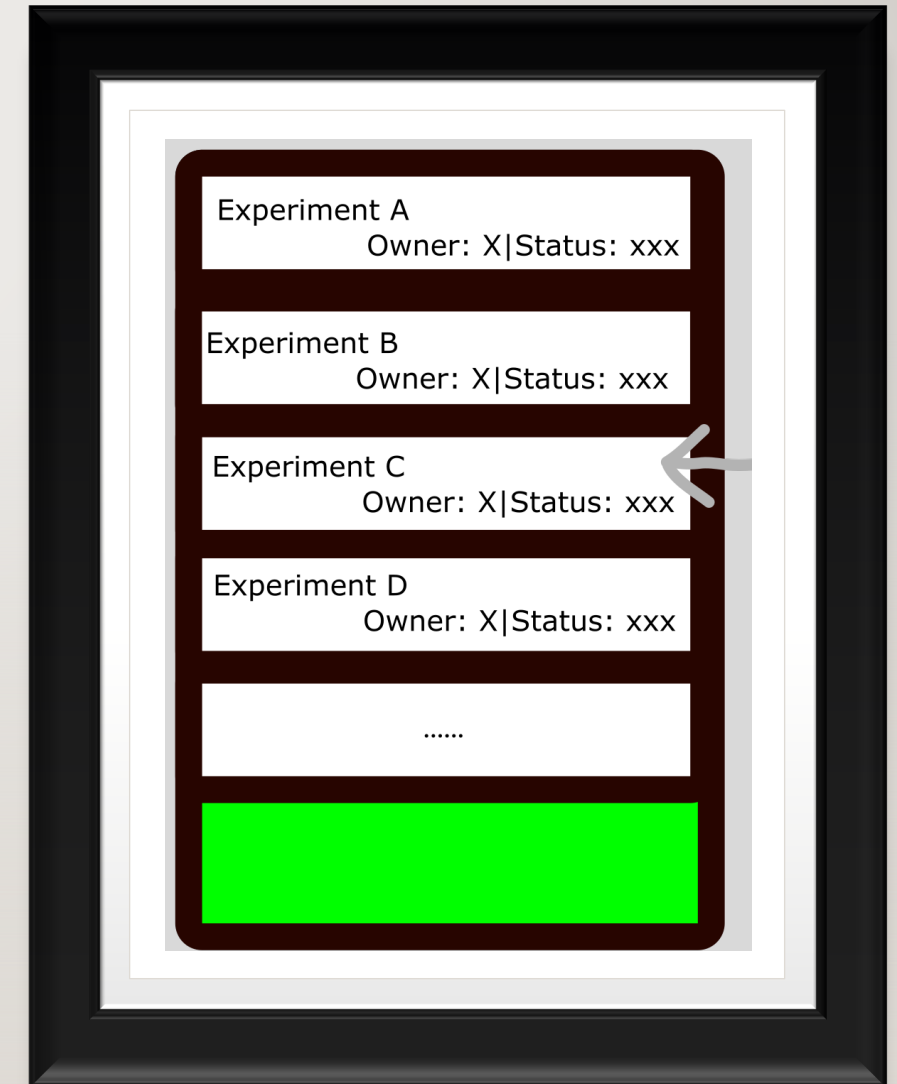 Experiment A
Owner: X|Status: xxx
Experiment B
Owner: X|Status: xxx
Experiment C
Owner: X|Status: xxx
Experiment D
Owner: X|Status: xxx
......